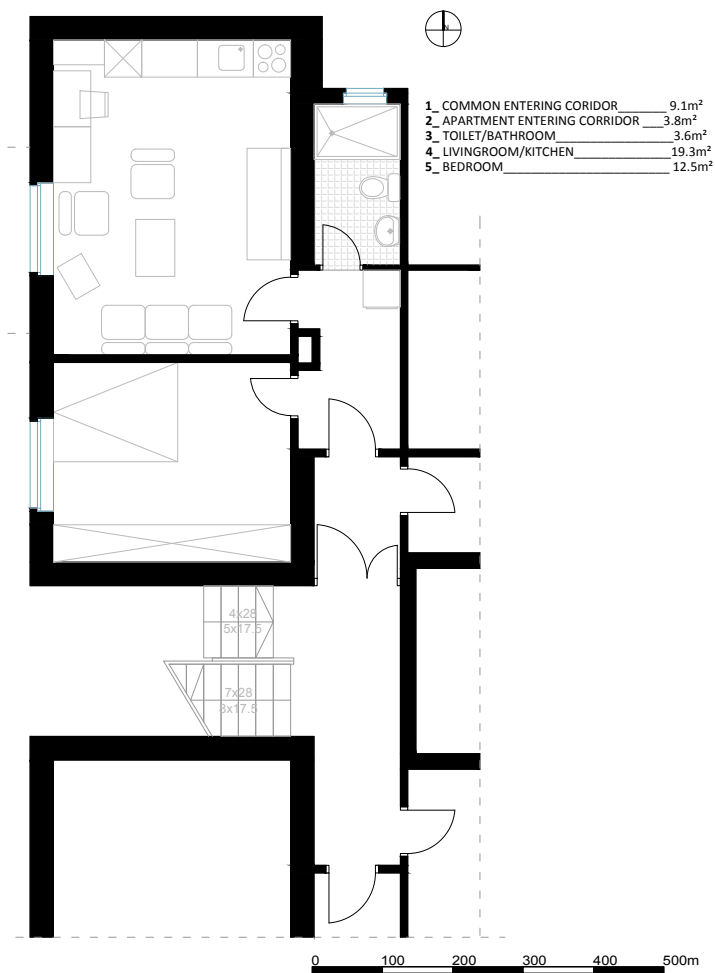 N
1_ COMMON ENTERING CORIDOR_______ 9.1m²
2_ APARTMENT ENTERING CORRIDOR ___3.8m²
3_ TOILET/BATHROOM_________________3.6m²
4_ LIVINGROOM/KITCHEN______________19.3m²
5_ BEDROOM________________________ 12.5m²
4x28
5x17.5
7x28
8x17.5
0 100 200 300 400 500m